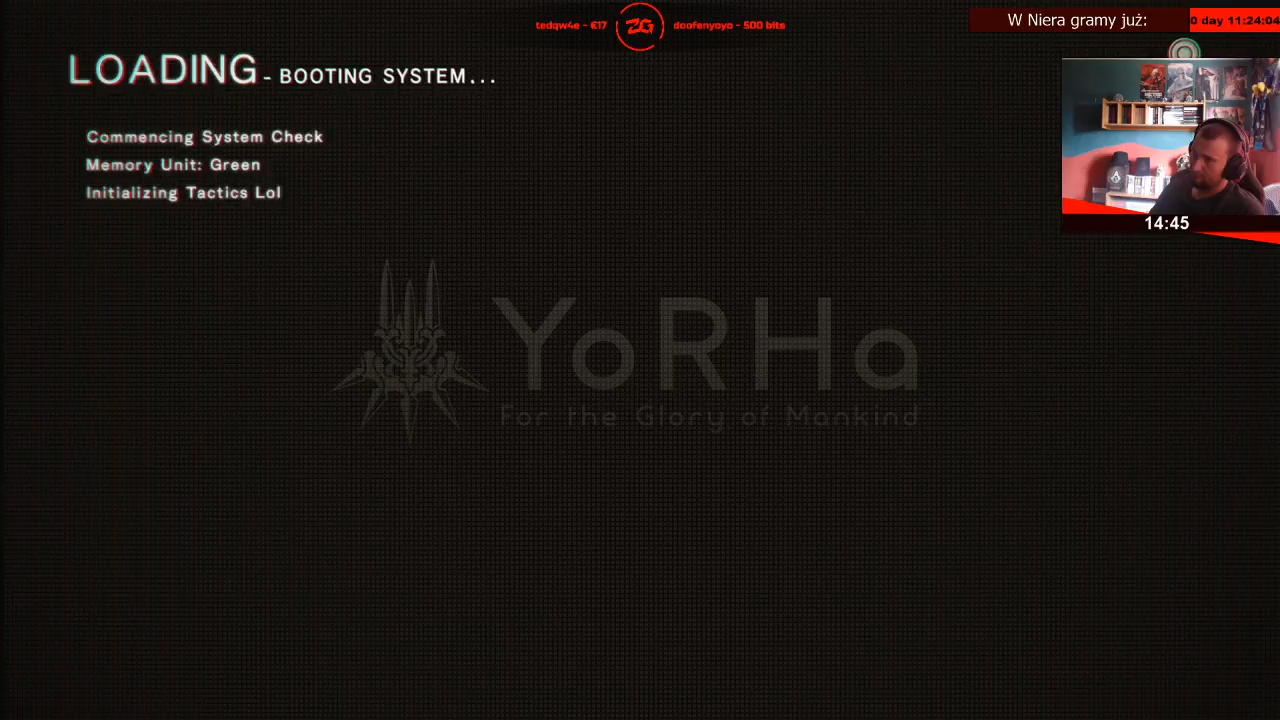 tedqw4e - €17
ZG
doofenyoyo - 500 bits
W Niera gramy już:
0 day 11:24:04
LOADING - BOOTING SYSTEM...
Commencing System Check
Memory Unit: Green
Initializing Tactics Lol
14:45
YoRHa
For the Glory of Mankind